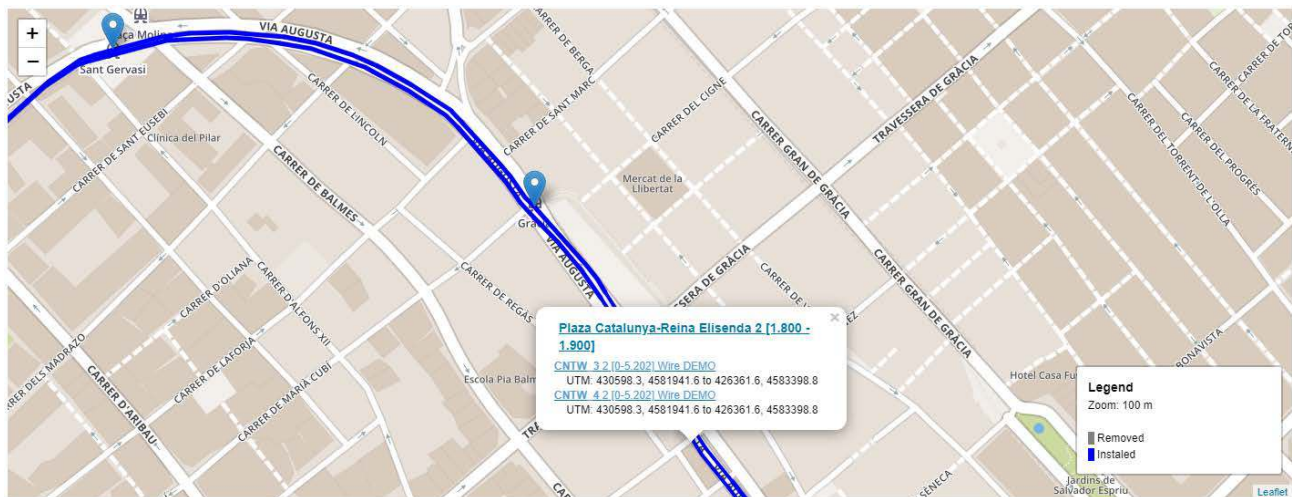 +
−
Plaça Molina
Sant Gervasi
VIA AUGUSTA
CARRER DE BERGA
CARRER DE SANT MARC
CARRER DEL CIGNE
TRAVESSERA DE GRÀCIA
CARRER DEL TORRENT-DE-L'OLLA
CARRER DEL PROGRÉS
CARRER DE LINCOLN
CARRER DE SANT EUSEBI
Clínica del Pilar
CARRER DE BALMES
Mercat de la
Llibertat
CARRER GRAN DE GRÀCIA
VIA AUGUSTA
CARRER D'OLIANA
CARRER D'ALFONS XII
CARRER DE REGÀS
CARRER GRAN DE GRÀCIA
CARRER DE LAFORJA
CARRER DE MARIA CUBÍ
CARRER D'ARIBAU
Escola Pia Balm
Plaza Catalunya-Reina Elisenda 2 [1.800 -
1.900]
×
CNTW_3 2 [0-5.202] Wire DEMO
UTM: 430598.3, 4581941.6 to 426361.6, 4583398.8
CNTW_4 2 [0-5.202] Wire DEMO
UTM: 430598.3, 4581941.6 to 426361.6, 4583398.8
BONAVISTA
Hotel Casa Fu
Legend
Zoom: 100 m
Removed
Instaled
SÈNECA
Jardins de
Salvador Espriu
Leaflet